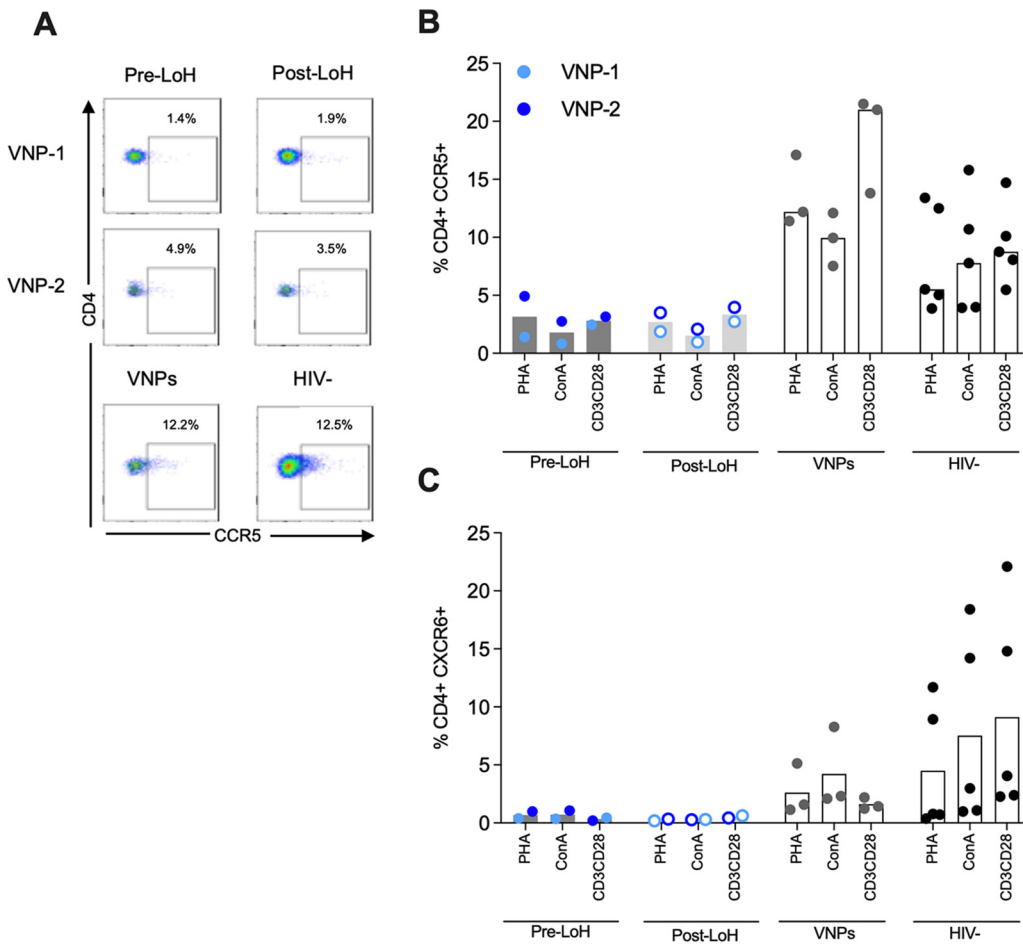 A
Pre-LoH Post-LoH
VNP-1
1.4% 1.9%
VNP-2
4.9% 3.5%
VNPs HIV-
12.2% 12.5%
CD4
CCR5
B
VNP-1
VNP-2
25
20
15
10
5
0
% CD4+ CCR5+
PHA ConA CD3CD28 PHA ConA CD3CD28 PHA ConA CD3CD28 PHA ConA CD3CD28
Pre-LoH Post-LoH VNPs HIV-
C
25
20
15
10
5
0
% CD4+ CXCR6+
PHA ConA CD3CD28 PHA ConA CD3CD28 PHA ConA CD3CD28 PHA ConA CD3CD28
Pre-LoH Post-LoH VNPs HIV-